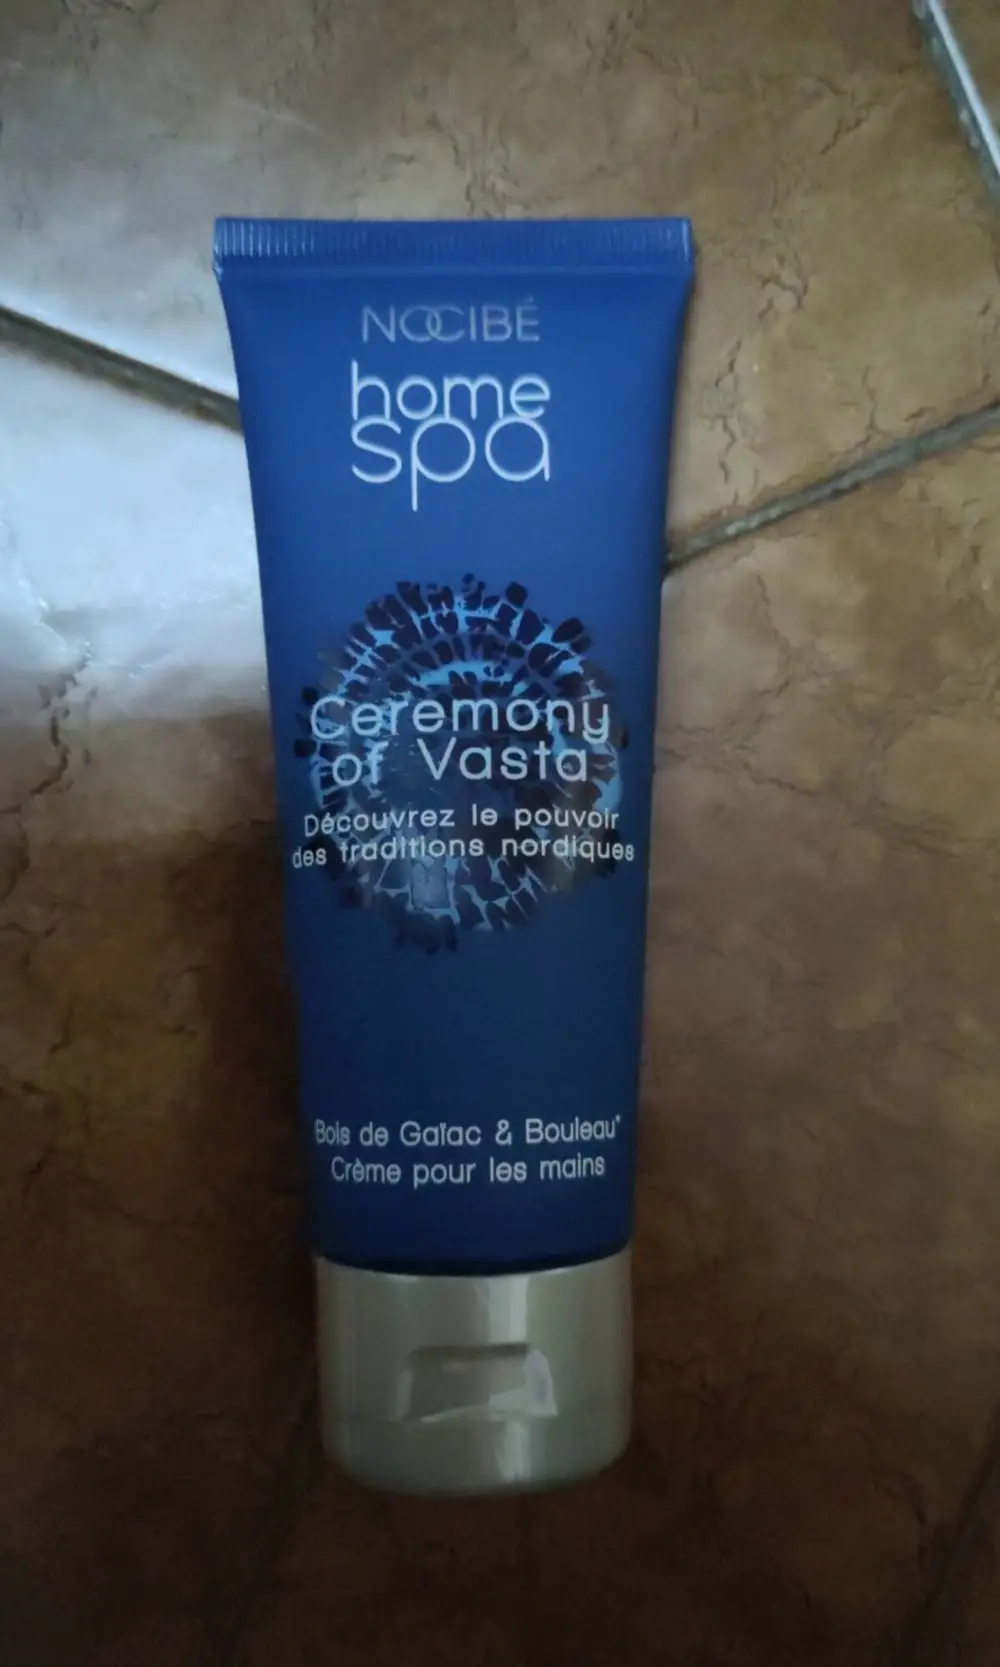 NOCIBÉ
home
spa
Ceremony
of Vasta
Découvrez le pouvoir
des traditions nordiques
Bois de Gaïac & Bouleau*
Crème pour les mains